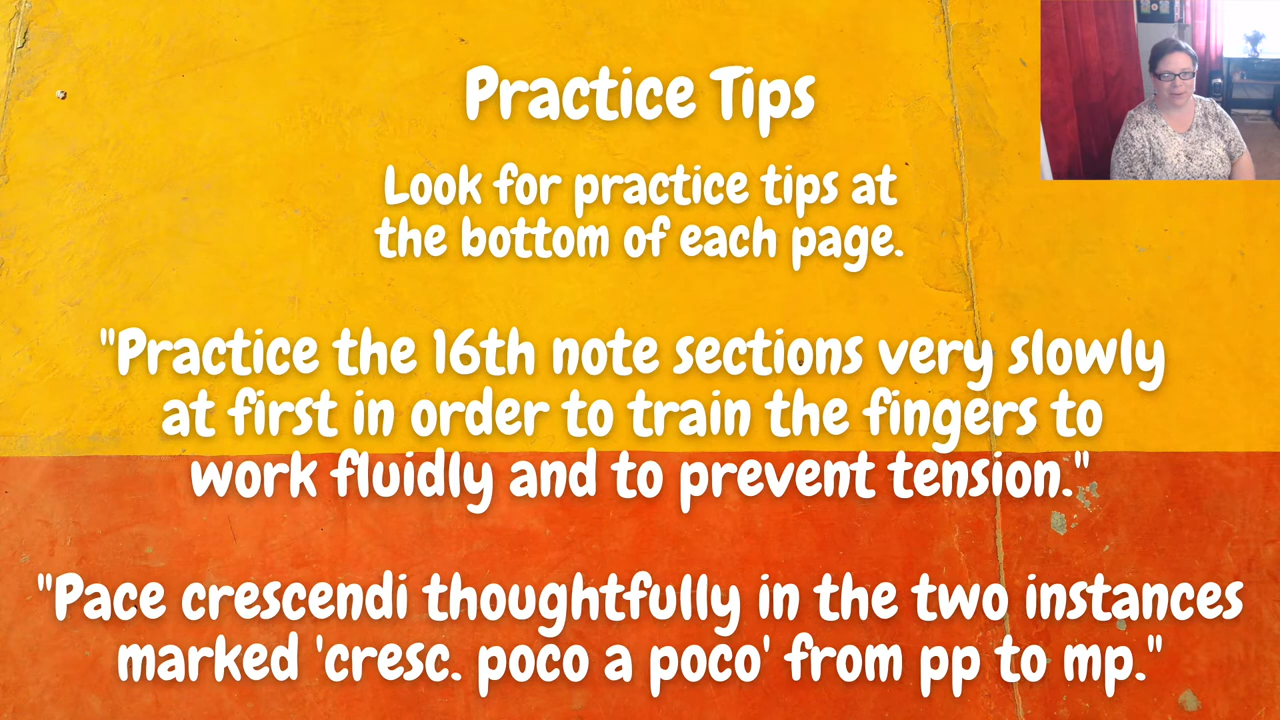 Practice Tips
Look for practice tips at
the bottom of each page.
"Practice the 16th note sections very slowly
at first in order to train the fingers to
work fluidly and to prevent tension."
"Pace crescendi thoughtfully in the two instances
marked 'cresc. poco a poco' from pp to mp."